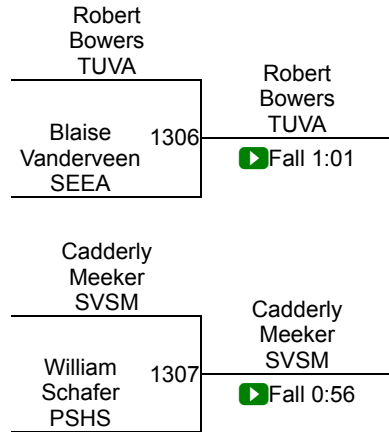 Robert
Bowers
TUVA
Blaise
Vanderveen
SEEA
1306
Robert
Bowers
TUVA
Fall 1:01
Cadderly
Meeker
SVSM
William
Schafer
PSHS
1307
Cadderly
Meeker
SVSM
Fall 0:56